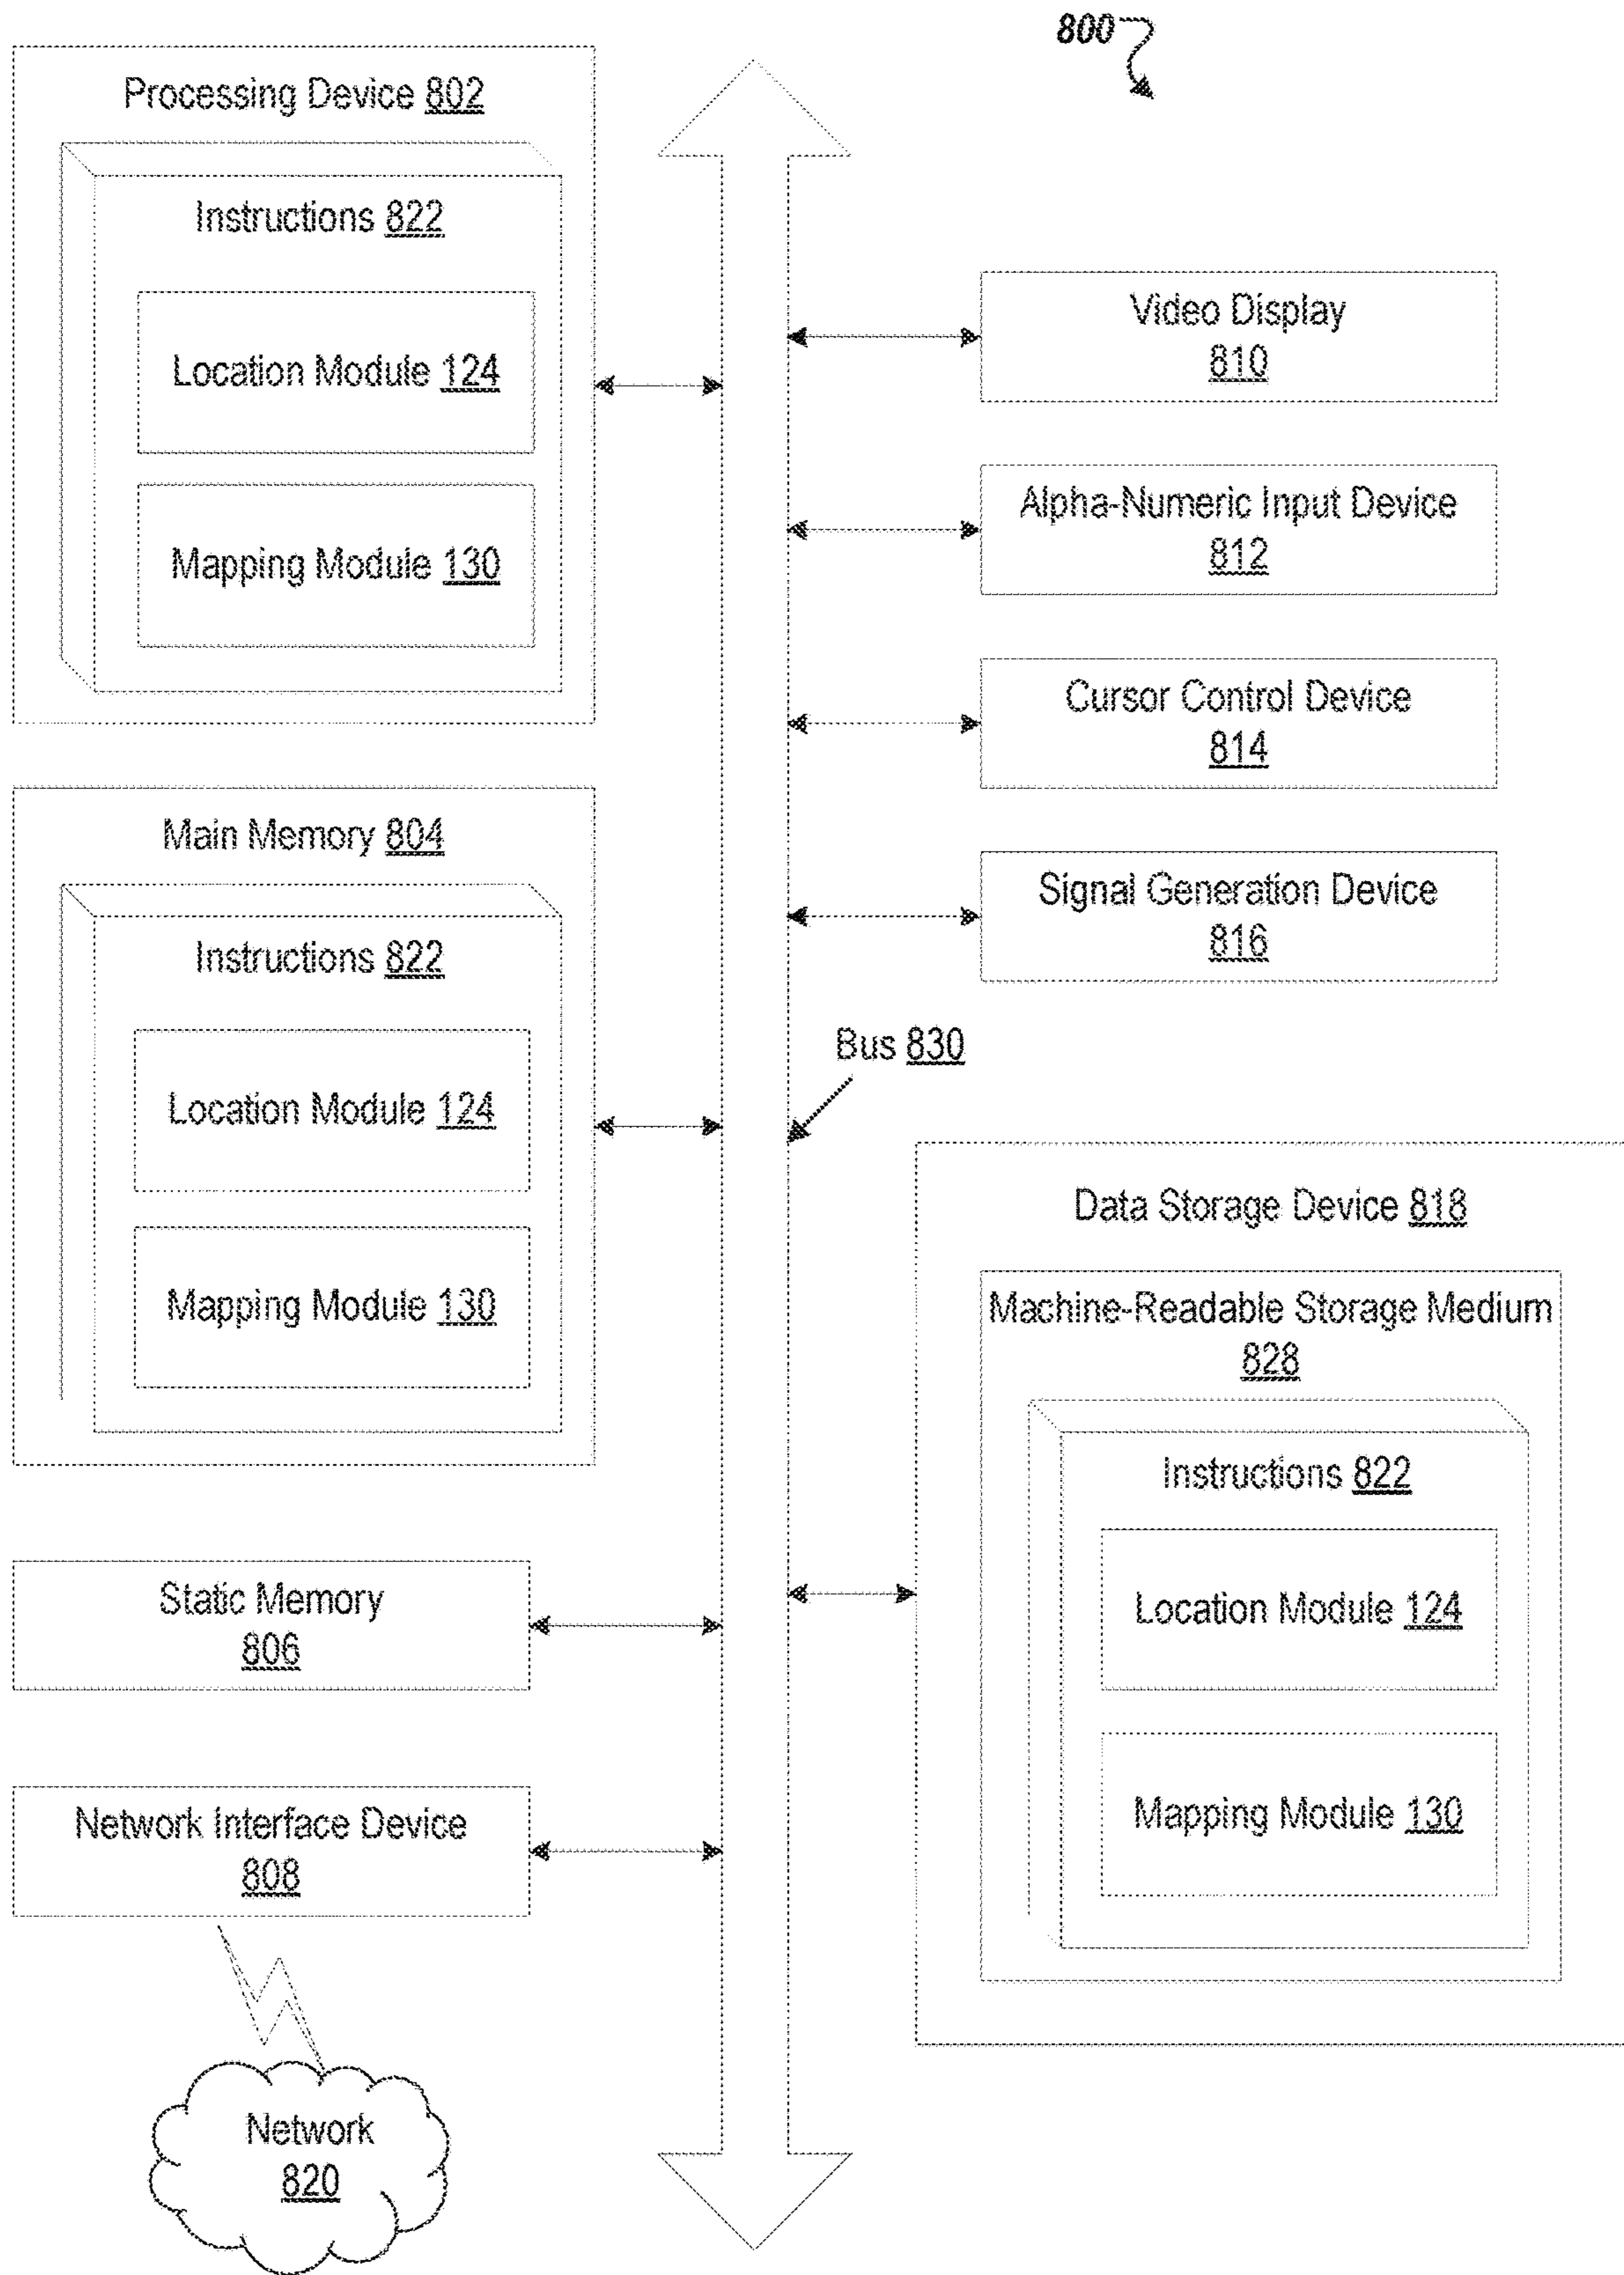 800
Processing Device 802
Instructions 822
Location Module 124
Mapping Module 130
Main Memory 804
Instructions 822
Location Module 124
Mapping Module 130
Static Memory
806
Network Interface Device
808
Network
820
Video Display
810
Alpha-Numeric Input Device
812
Cursor Control Device
814
Signal Generation Device
816
Bus 830
Data Storage Device 818
Machine-Readable Storage Medium
828
Instructions 822
Location Module 124
Mapping Module 130